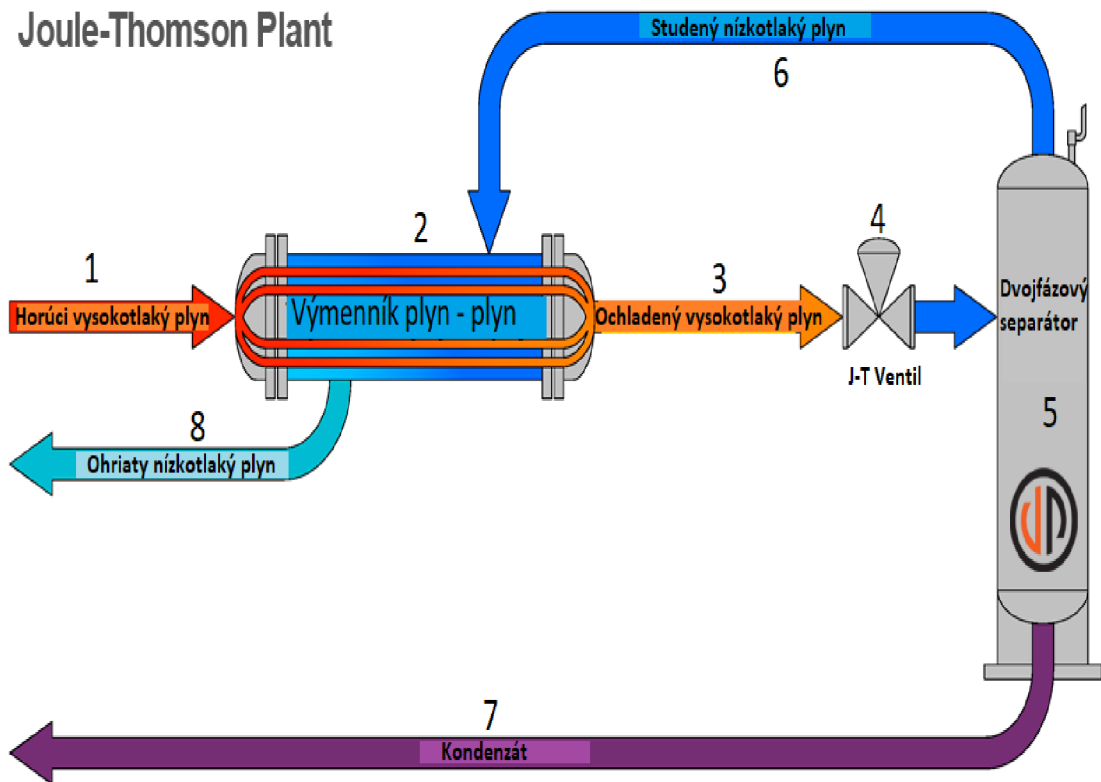 Joule-Thomson Plant
Studený nízkotlaký plyn
6
2
4
1
3
Horúci vysokotlaký plyn
Výmenník plyn - plyn
Ochladený vysokotlaký plyn
Dvojfázový
separátor
J-T Ventil
5
8
Ohriaty nízkotlaký plyn
7
Kondenzát